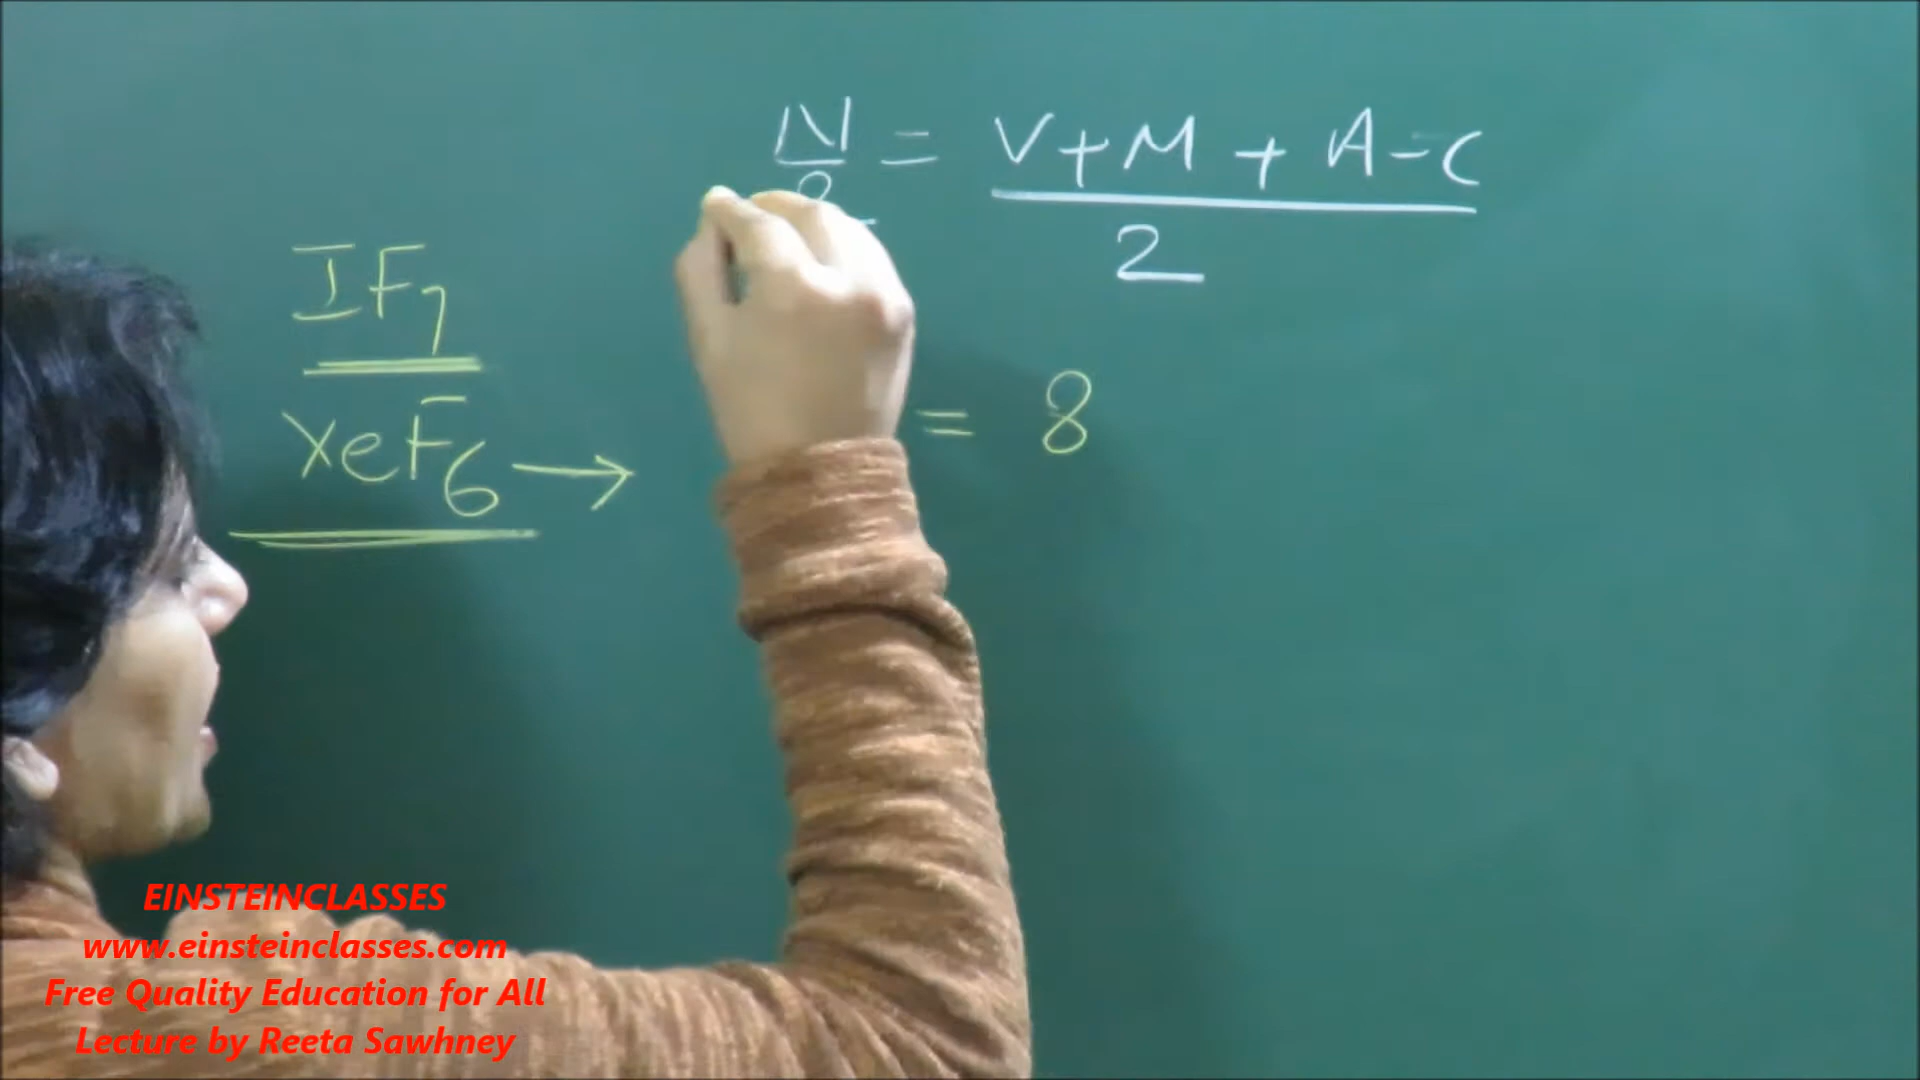 N = V+M + A-C
2
IF7
XeF6 → = 8
EINSTEINCLASSES
www.einsteinclasses.com
Free Quality Education for All
Lecture by Reeta Sawhney